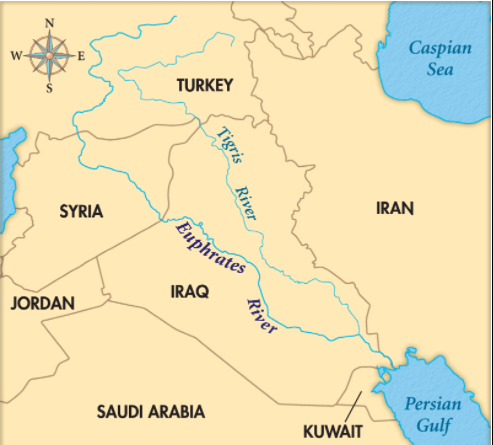 N
W E
S
Caspian
Sea
TURKEY
Tigris
River
SYRIA
IRAN
Euphrates
River
IRAQ
JORDAN
SAUDI ARABIA
KUWAIT
Persian
Gulf